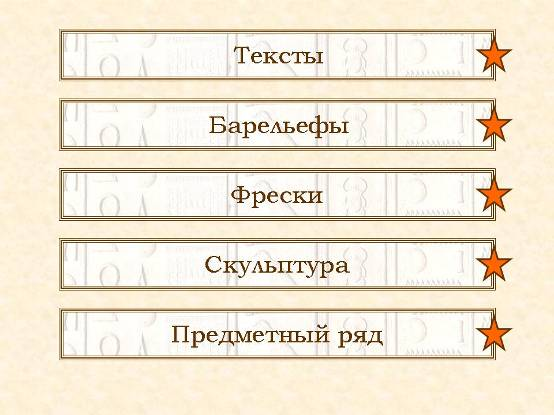 Тексты
Барельефы
Фрески
Скульптура
Предметный ряд